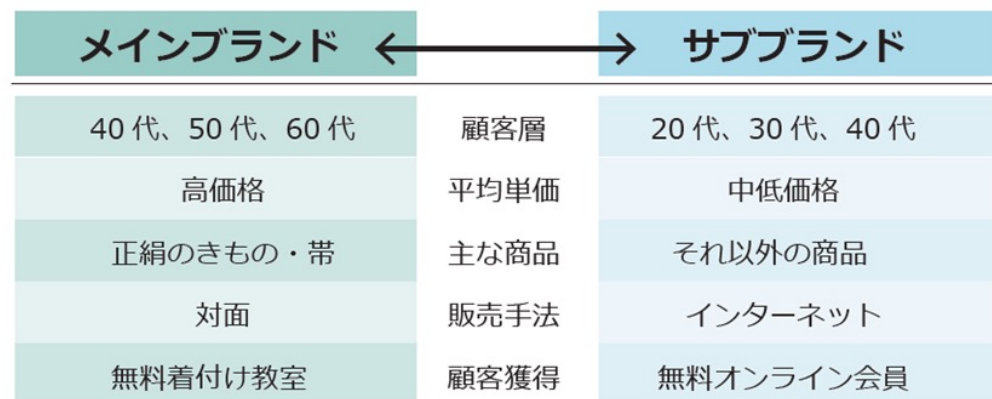 メインブランド ←→ サブブランド
40代、50代、60代 顧客層 20代、30代、40代
高価格 平均単価 中低価格
正絹のきもの・帯 主な商品 それ以外の商品
対面 販売手法 インターネット
無料着付け教室 顧客獲得 無料オンライン会員